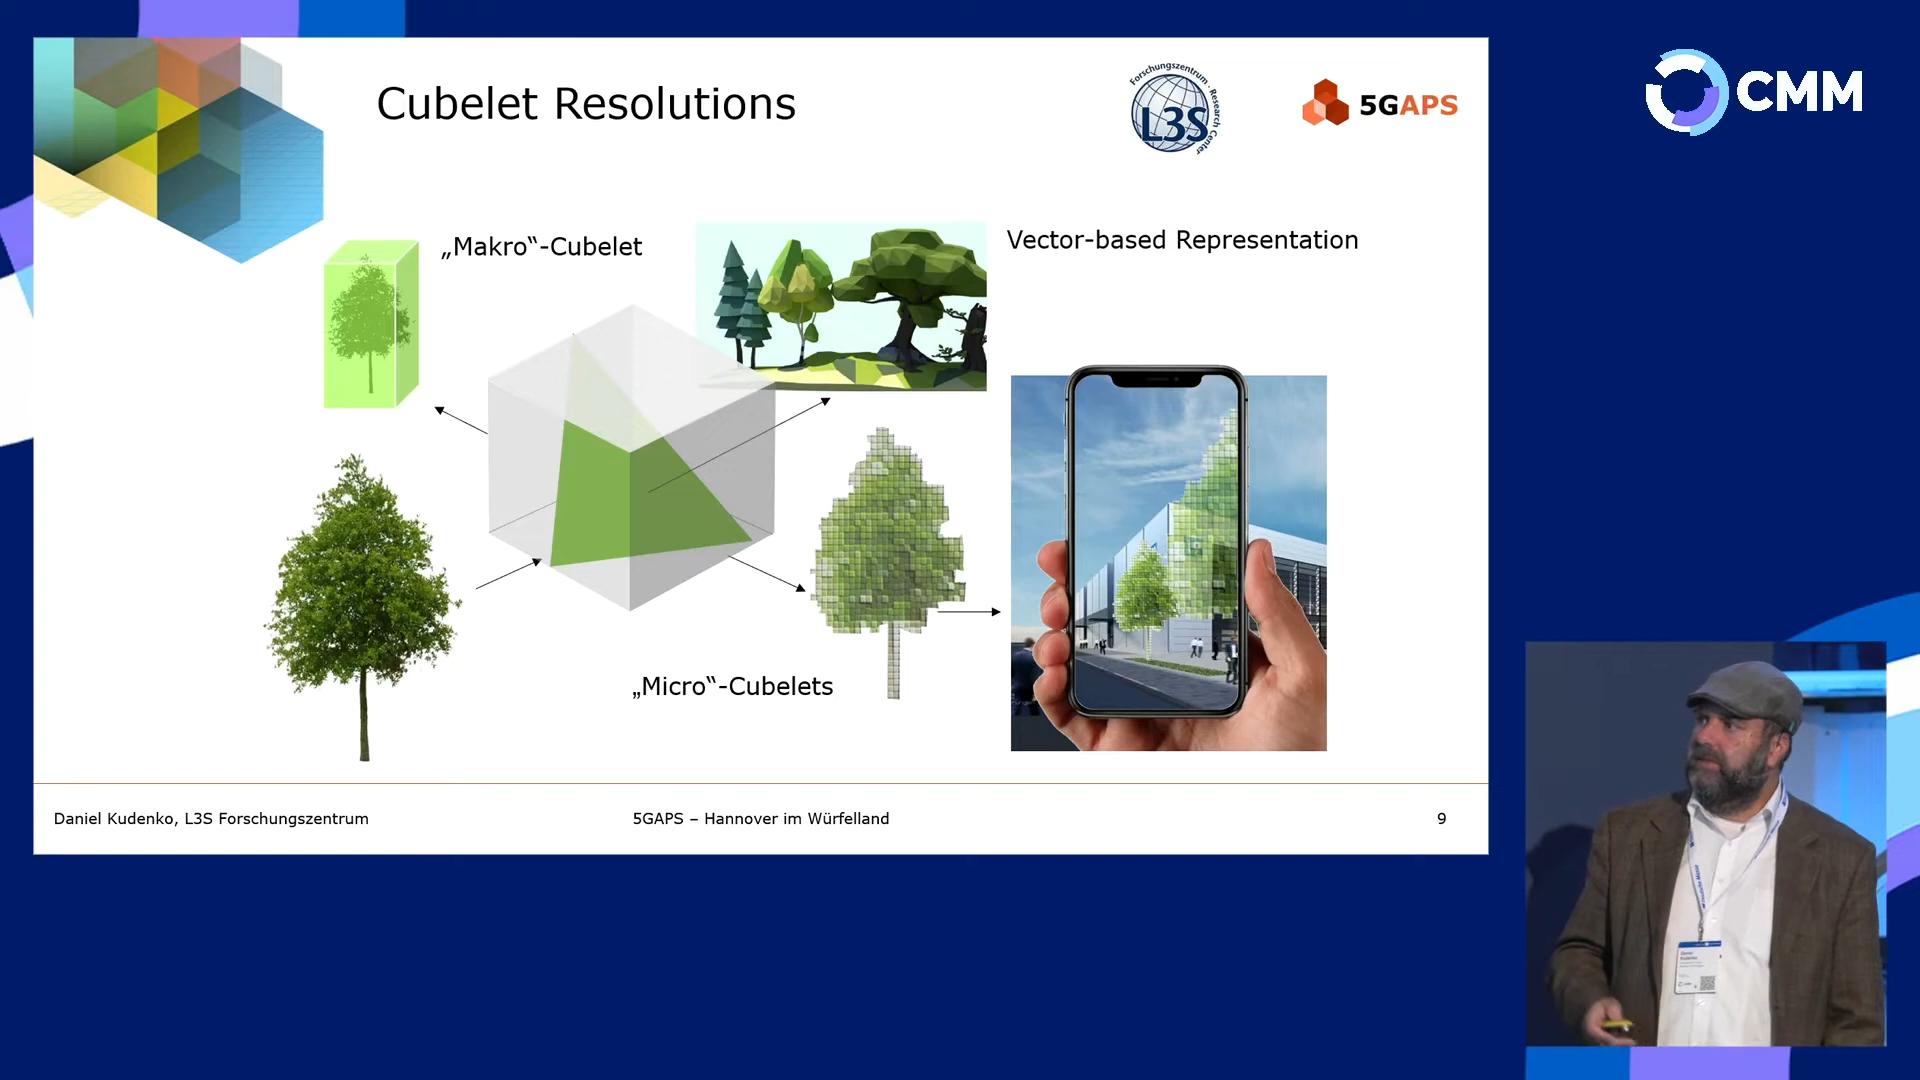 Cubelet Resolutions
Forschungszentrum · Research Center
L3S
5GAPS
CMM
„Makro“-Cubelet
Vector-based Representation
„Micro“-Cubelets
Daniel Kudenko, L3S Forschungszentrum
5GAPS – Hannover im Würfelland
9